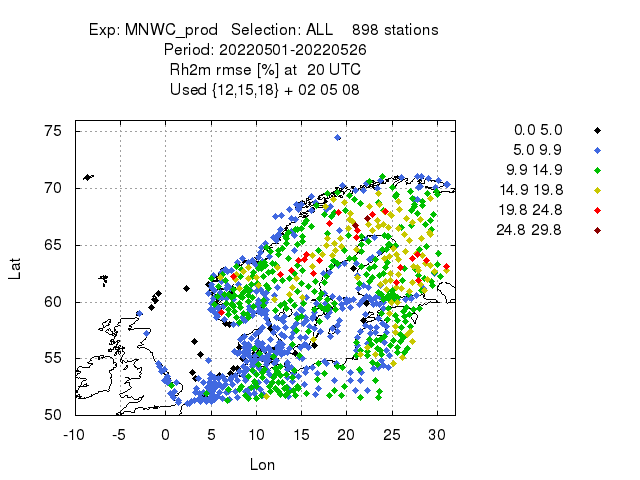 Exp: MNWC_prod   Selection: ALL    898 stations
Period: 20220501-20220526
Rh2m rmse [%] at  20 UTC
Used {12,15,18} + 02 05 08
75
70
65
60
55
50
Lat
-10 -5 0 5 10 15 20 25 30
Lon
0.0 5.0
5.0 9.9
9.9 14.9
14.9 19.8
19.8 24.8
24.8 29.8